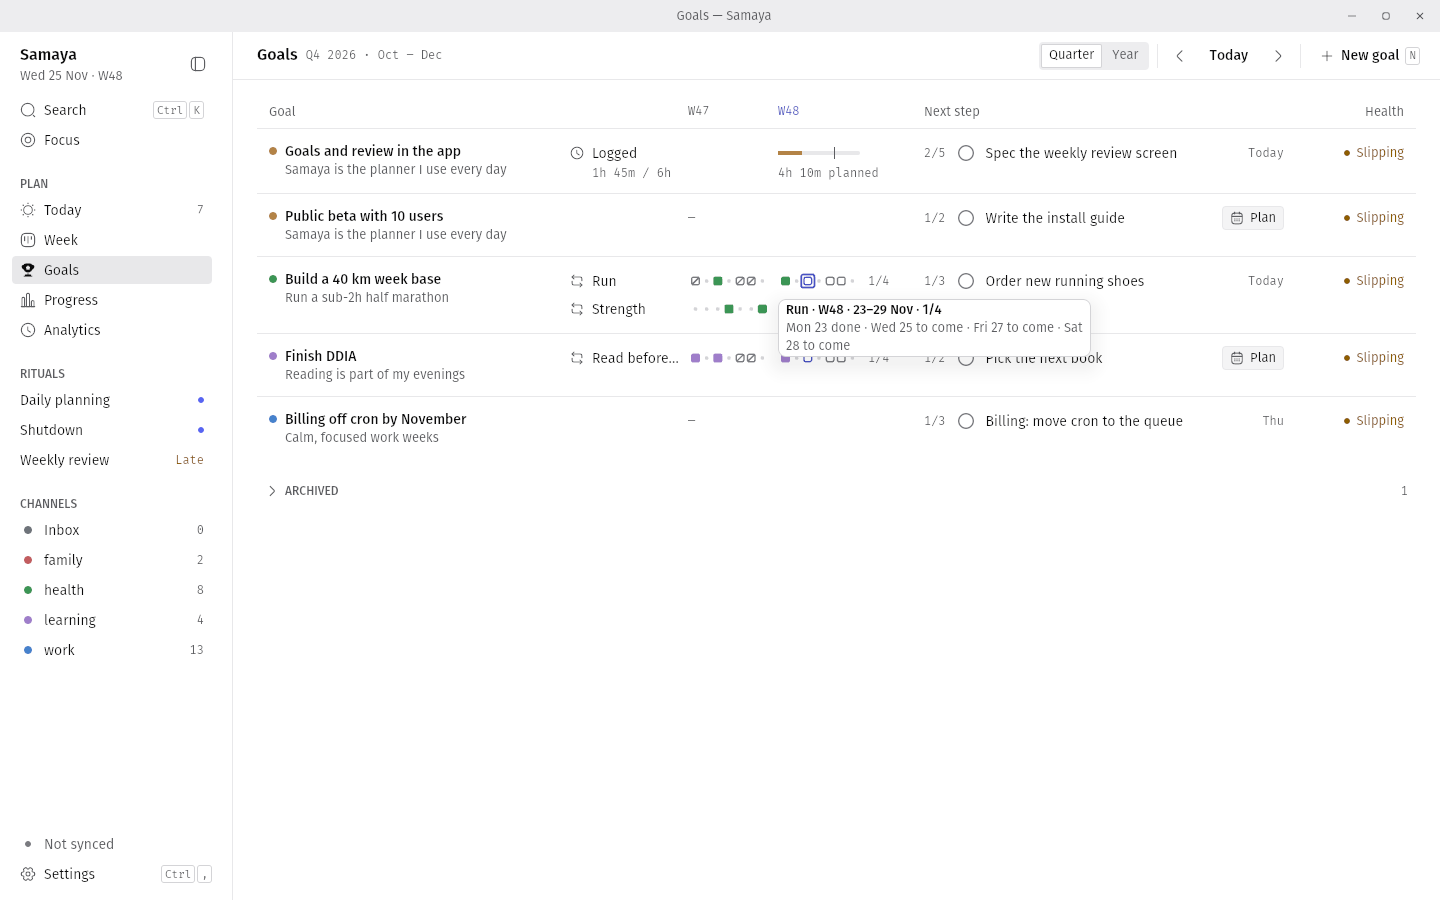 Goals — Samaya
Samaya
Wed 25 Nov · W48
Search Ctrl K
Focus
PLAN
Today 7
Week
Goals
Progress
Analytics
RITUALS
Daily planning
Shutdown
Weekly review Late
CHANNELS
Inbox 0
family 2
health 8
learning 4
work 13
Not synced
Settings Ctrl ,
Goals Q4 2026 · Oct — Dec
Quarter Year
Today
New goal N
Goal W47 W48 Next step Health
Goals and review in the app
Samaya is the planner I use every day
Logged
1h 45m / 6h
4h 10m planned
2/5 Spec the weekly review screen Today Slipping
Public beta with 10 users
Samaya is the planner I use every day
— 1/2 Write the install guide Plan Slipping
Build a 40 km week base
Run a sub-2h half marathon
Run 1/4 1/3 Order new running shoes Today Slipping
Strength
Run · W48 · 23–29 Nov · 1/4
Mon 23 done · Wed 25 to come · Fri 27 to come · Sat
28 to come
Finish DDIA
Reading is part of my evenings
Read before… 1/4 1/2 Pick the next book Plan Slipping
Billing off cron by November
Calm, focused work weeks
— 1/3 Billing: move cron to the queue Thu Slipping
ARCHIVED 1